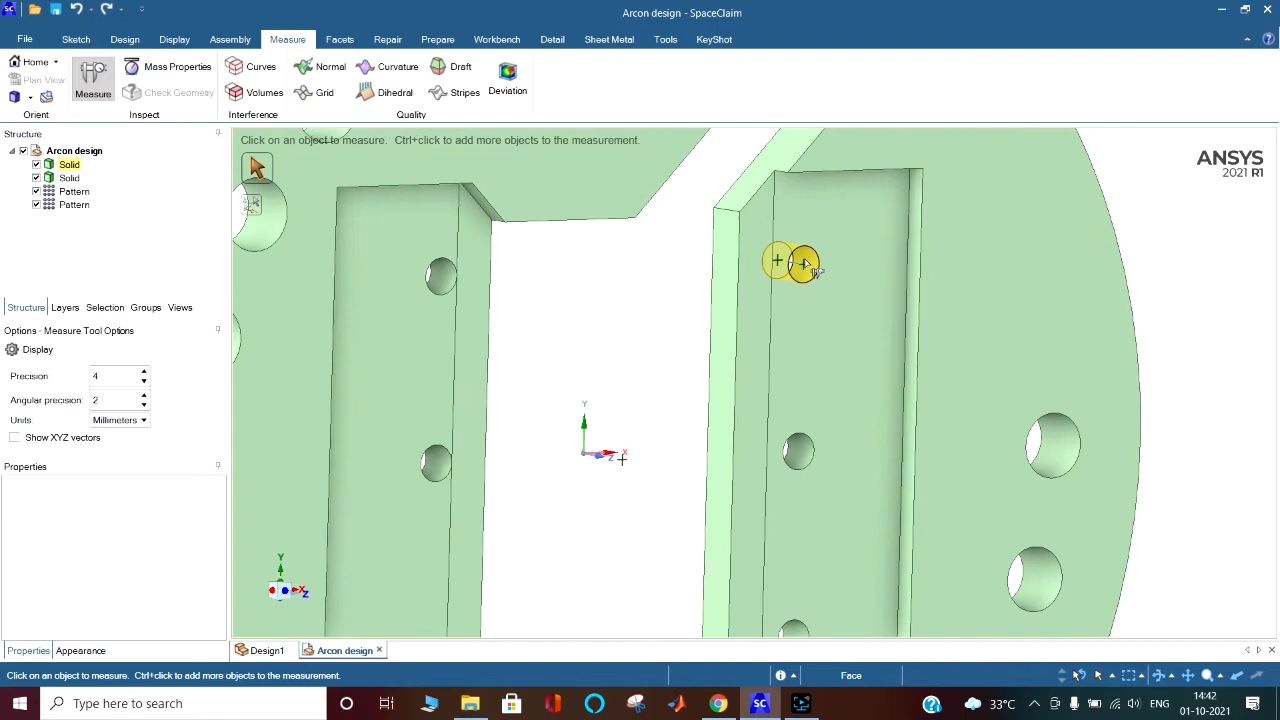 Arcon design - SpaceClaim
File Sketch Design Display Assembly Measure Facets Repair Prepare Workbench Detail Sheet Metal Tools KeyShot
Home
Plan View
Orient
Measure
Mass Properties
Check Geometry
Inspect
Curves
Volumes
Interference
Normal
Grid
Curvature
Dihedral
Draft
Stripes
Quality
Deviation
Structure
Arcon design
Solid
Solid
Pattern
Pattern
Structure Layers Selection Groups Views
Options - Measure Tool Options
Display
Precision: 4
Angular precision: 2
Units: Millimeters
Show XYZ vectors
Properties
Properties Appearance
Click on an object to measure. Ctrl+click to add more objects to the measurement.
ANSYS
2021 R1
Y
X
Z
Y
X
Z
Design1 Arcon design
Click on an object to measure. Ctrl+click to add more objects to the measurement.
Face
Type here to search
SC
33°C
ENG
14:42
01-10-2021